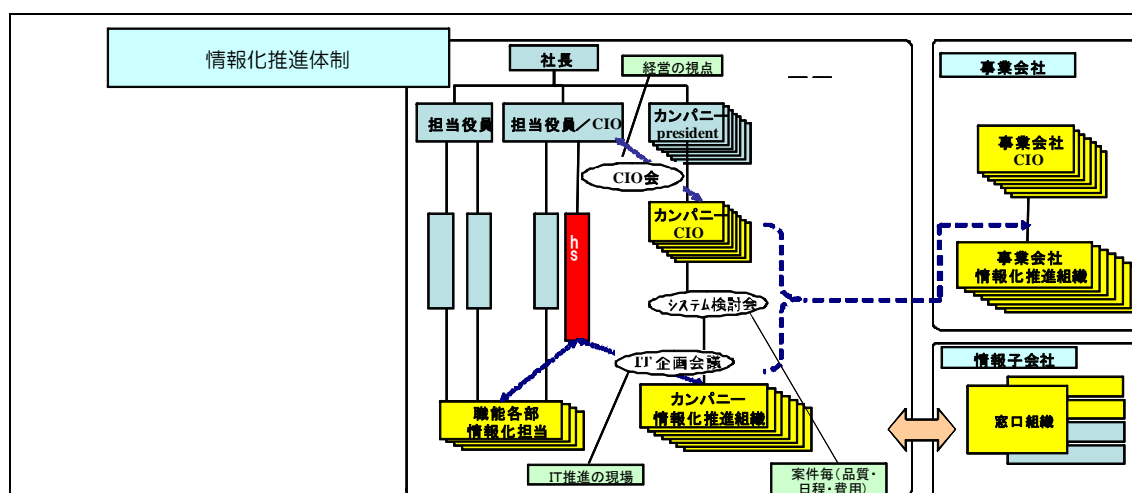 情報化推進体制
社長
経営の視点
事業会社
担当役員
担当役員／CIO
カンパニー
president
CIO会
事業会社
CIO
カンパニー
CIO
hs
事業会社
情報化推進組織
システム検討会
IT企画会議
情報子会社
職能各部
情報化担当
カンパニー
情報化推進組織
窓口組織
IT推進の現場
案件毎（品質・
日程・費用）